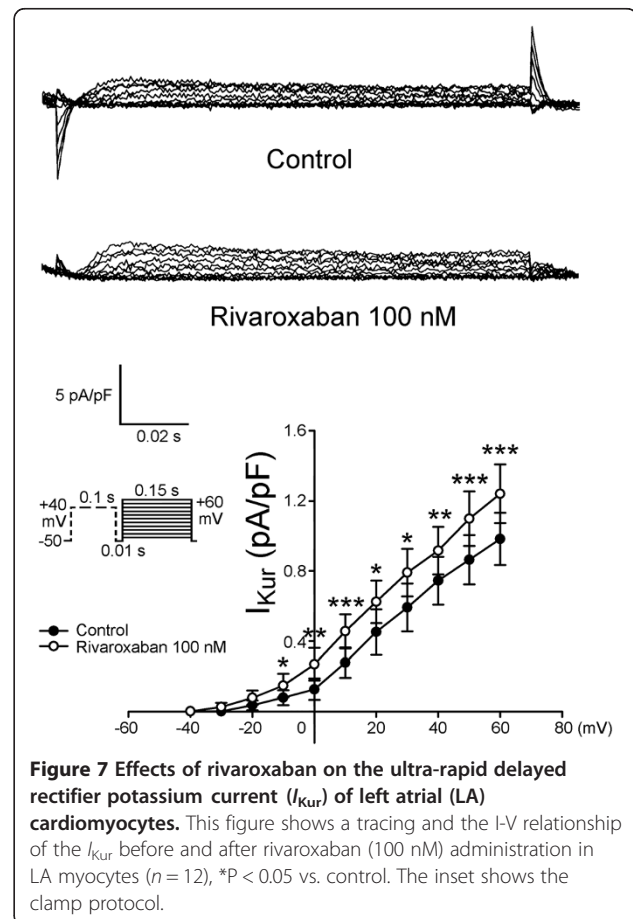 Control
Rivaroxaban 100 nM
5 pA/pF
0.02 s
0.1 s
0.15 s
+40
mV
-50
+60
mV
0.01 s
Control
Rivaroxaban 100 nM
I_Kur (pA/pF)
1.6
1.2
0.8
0.4
***
***
**
*
*
***
**
*
-60
-40
-20
0
20
40
60
80
(mV)
Figure 7 Effects of rivaroxaban on the ultra-rapid delayed
rectifier potassium current (I_Kur) of left atrial (LA)
cardiomyocytes. This figure shows a tracing and the I-V relationship
of the I_Kur before and after rivaroxaban (100 nM) administration in
LA myocytes (n = 12), *P < 0.05 vs. control. The inset shows the
clamp protocol.